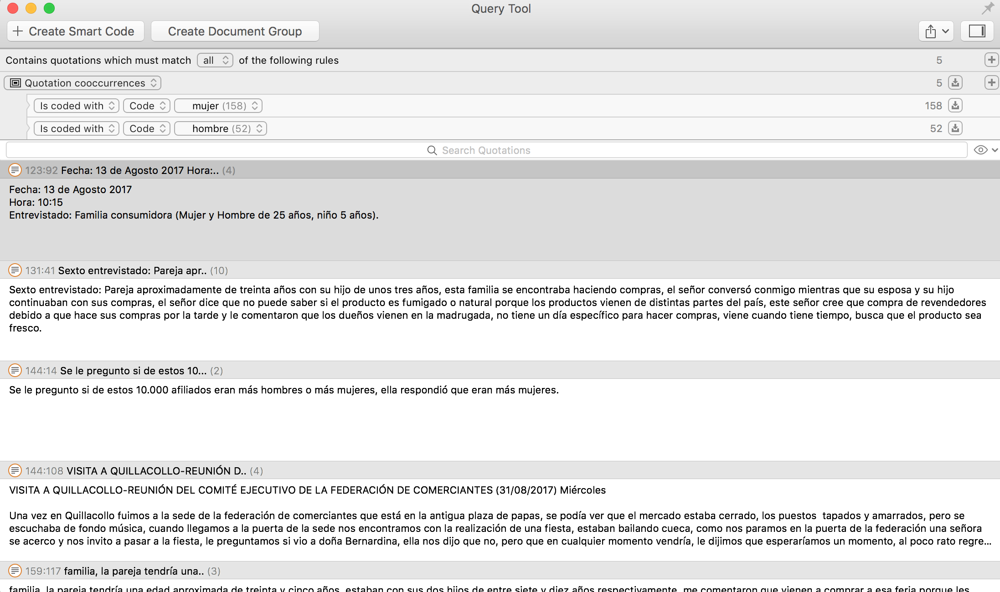 Query Tool
Create Smart Code Create Document Group
Contains quotations which must match all of the following rules 5
Quotation cooccurrences 5
Is coded with Code mujer (158) 158
Is coded with Code hombre (52) 52
Search Quotations
123:92 Fecha: 13 de Agosto 2017 Hora:.. (4)
Fecha: 13 de Agosto 2017
Hora: 10:15
Entrevistado: Familia consumidora (Mujer y Hombre de 25 años, niño 5 años).
131:41 Sexto entrevistado: Pareja apr.. (10)
Sexto entrevistado: Pareja aproximadamente de treinta años con su hijo de unos tres años, esta familia se encontraba haciendo compras, el señor conversó conmigo mientras que su esposa y su hijo
continuaban con sus compras, el señor dice que no puede saber si el producto es fumigado o natural porque los productos vienen de distintas partes del país, este señor cree que compra de revendedores
debido a que hace sus compras por la tarde y le comentaron que los dueños vienen en la madrugada, no tiene un día específico para hacer compras, viene cuando tiene tiempo, busca que el producto sea
fresco.
144:14 Se le pregunto si de estos 10... (2)
Se le pregunto si de estos 10.000 afiliados eran más hombres o más mujeres, ella respondió que eran más mujeres.
144:108 VISITA A QUILLACOLLO-REUNIÓN D.. (4)
VISITA A QUILLACOLLO-REUNIÓN DEL COMITÉ EJECUTIVO DE LA FEDERACIÓN DE COMERCIANTES (31/08/2017) Miércoles
Una vez en Quillacollo fuimos a la sede de la federación de comerciantes que está en la antigua plaza de papas, se podía ver que el mercado estaba cerrado, los puestos tapados y amarrados, pero se
escuchaba de fondo música, cuando llegamos a la puerta de la sede nos encontramos con la realización de una fiesta, estaban bailando cueca, como nos paramos en la puerta de la federación una señora
se acerco y nos invito a pasar a la fiesta, le preguntamos si vio a doña Bernardina, ella nos dijo que no, pero que en cualquier momento vendría, le dijimos que esperaríamos un momento, al poco rato regre...
159:117 familia, la pareja tendría una.. (3)
familia, la pareja tendría una edad aproximada de treinta y cinco años, estaban con sus dos hijos de entre siete y diez años respectivamente, me comentaron que vienen a comprar a esa feria porque les